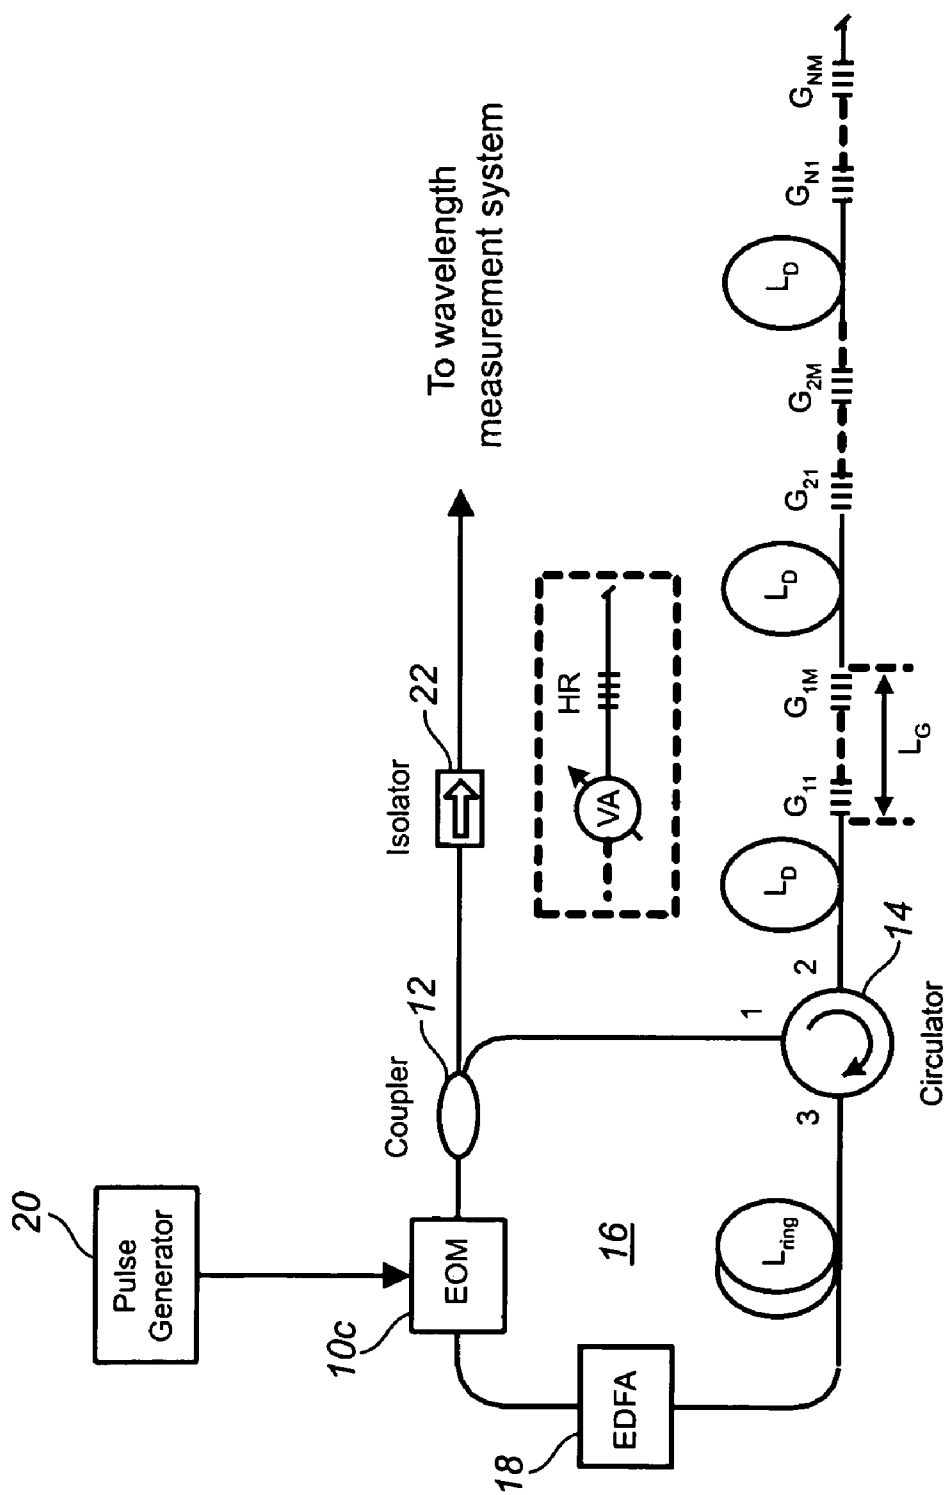 20
Pulse
Generator
10c
EOM
Coupler
12
Isolator
22
To wavelength
measurement system
16
18
EDFA
VA
HR
L_ring
3
1
2
14
Circulator
L_D
G_11
G_1M
L_G
L_D
G_21
G_2M
L_D
G_N1
G_NM